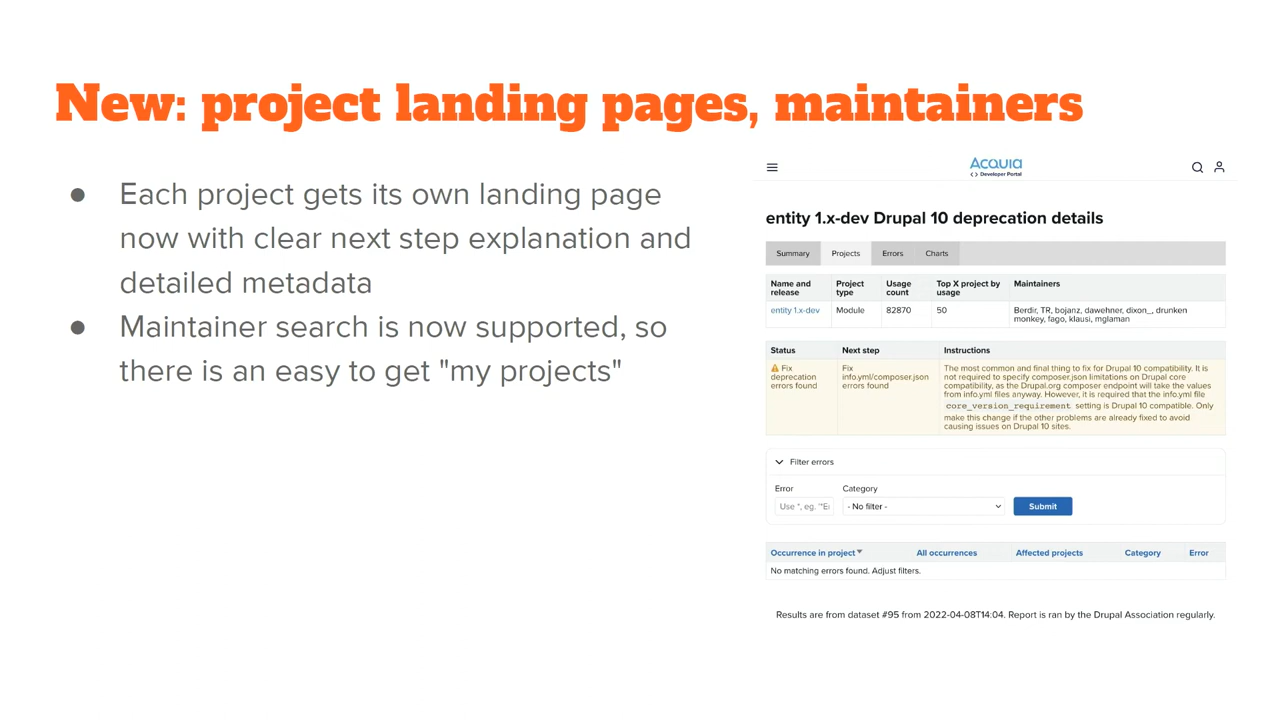 New: project landing pages, maintainers
● Each project gets its own landing page
now with clear next step explanation and
detailed metadata
● Maintainer search is now supported, so
there is an easy to get "my projects"
Acquia
<> Developer Portal
entity 1.x-dev Drupal 10 deprecation details
Summary Projects Errors Charts
Name and release Project type Usage count Top X project by usage Maintainers
entity 1.x-dev Module 82870 50 Berdir, TR, bojanz, dawehner, dixon_, drunken
monkey, fago, klausi, mglaman
Status Next step Instructions
Fix deprecation errors found
Fix info.yml/composer.json errors found
The most common and final thing to fix for Drupal 10 compatibility. It is
not required to specify composer.json limitations on Drupal core
compatibility, as the Drupal.org composer endpoint will take the values
from info.yml files anyway. However, it is required that the info.yml file
core_version_requirement setting is Drupal 10 compatible. Only
make this change if the other problems are already fixed to avoid
causing issues on Drupal 10 sites.
Filter errors
Error Category
Use *, eg. "*Er - No filter - Submit
Occurrence in project All occurrences Affected projects Category Error
No matching errors found. Adjust filters.
Results are from dataset #95 from 2022-04-08T14:04. Report is ran by the Drupal Association regularly.